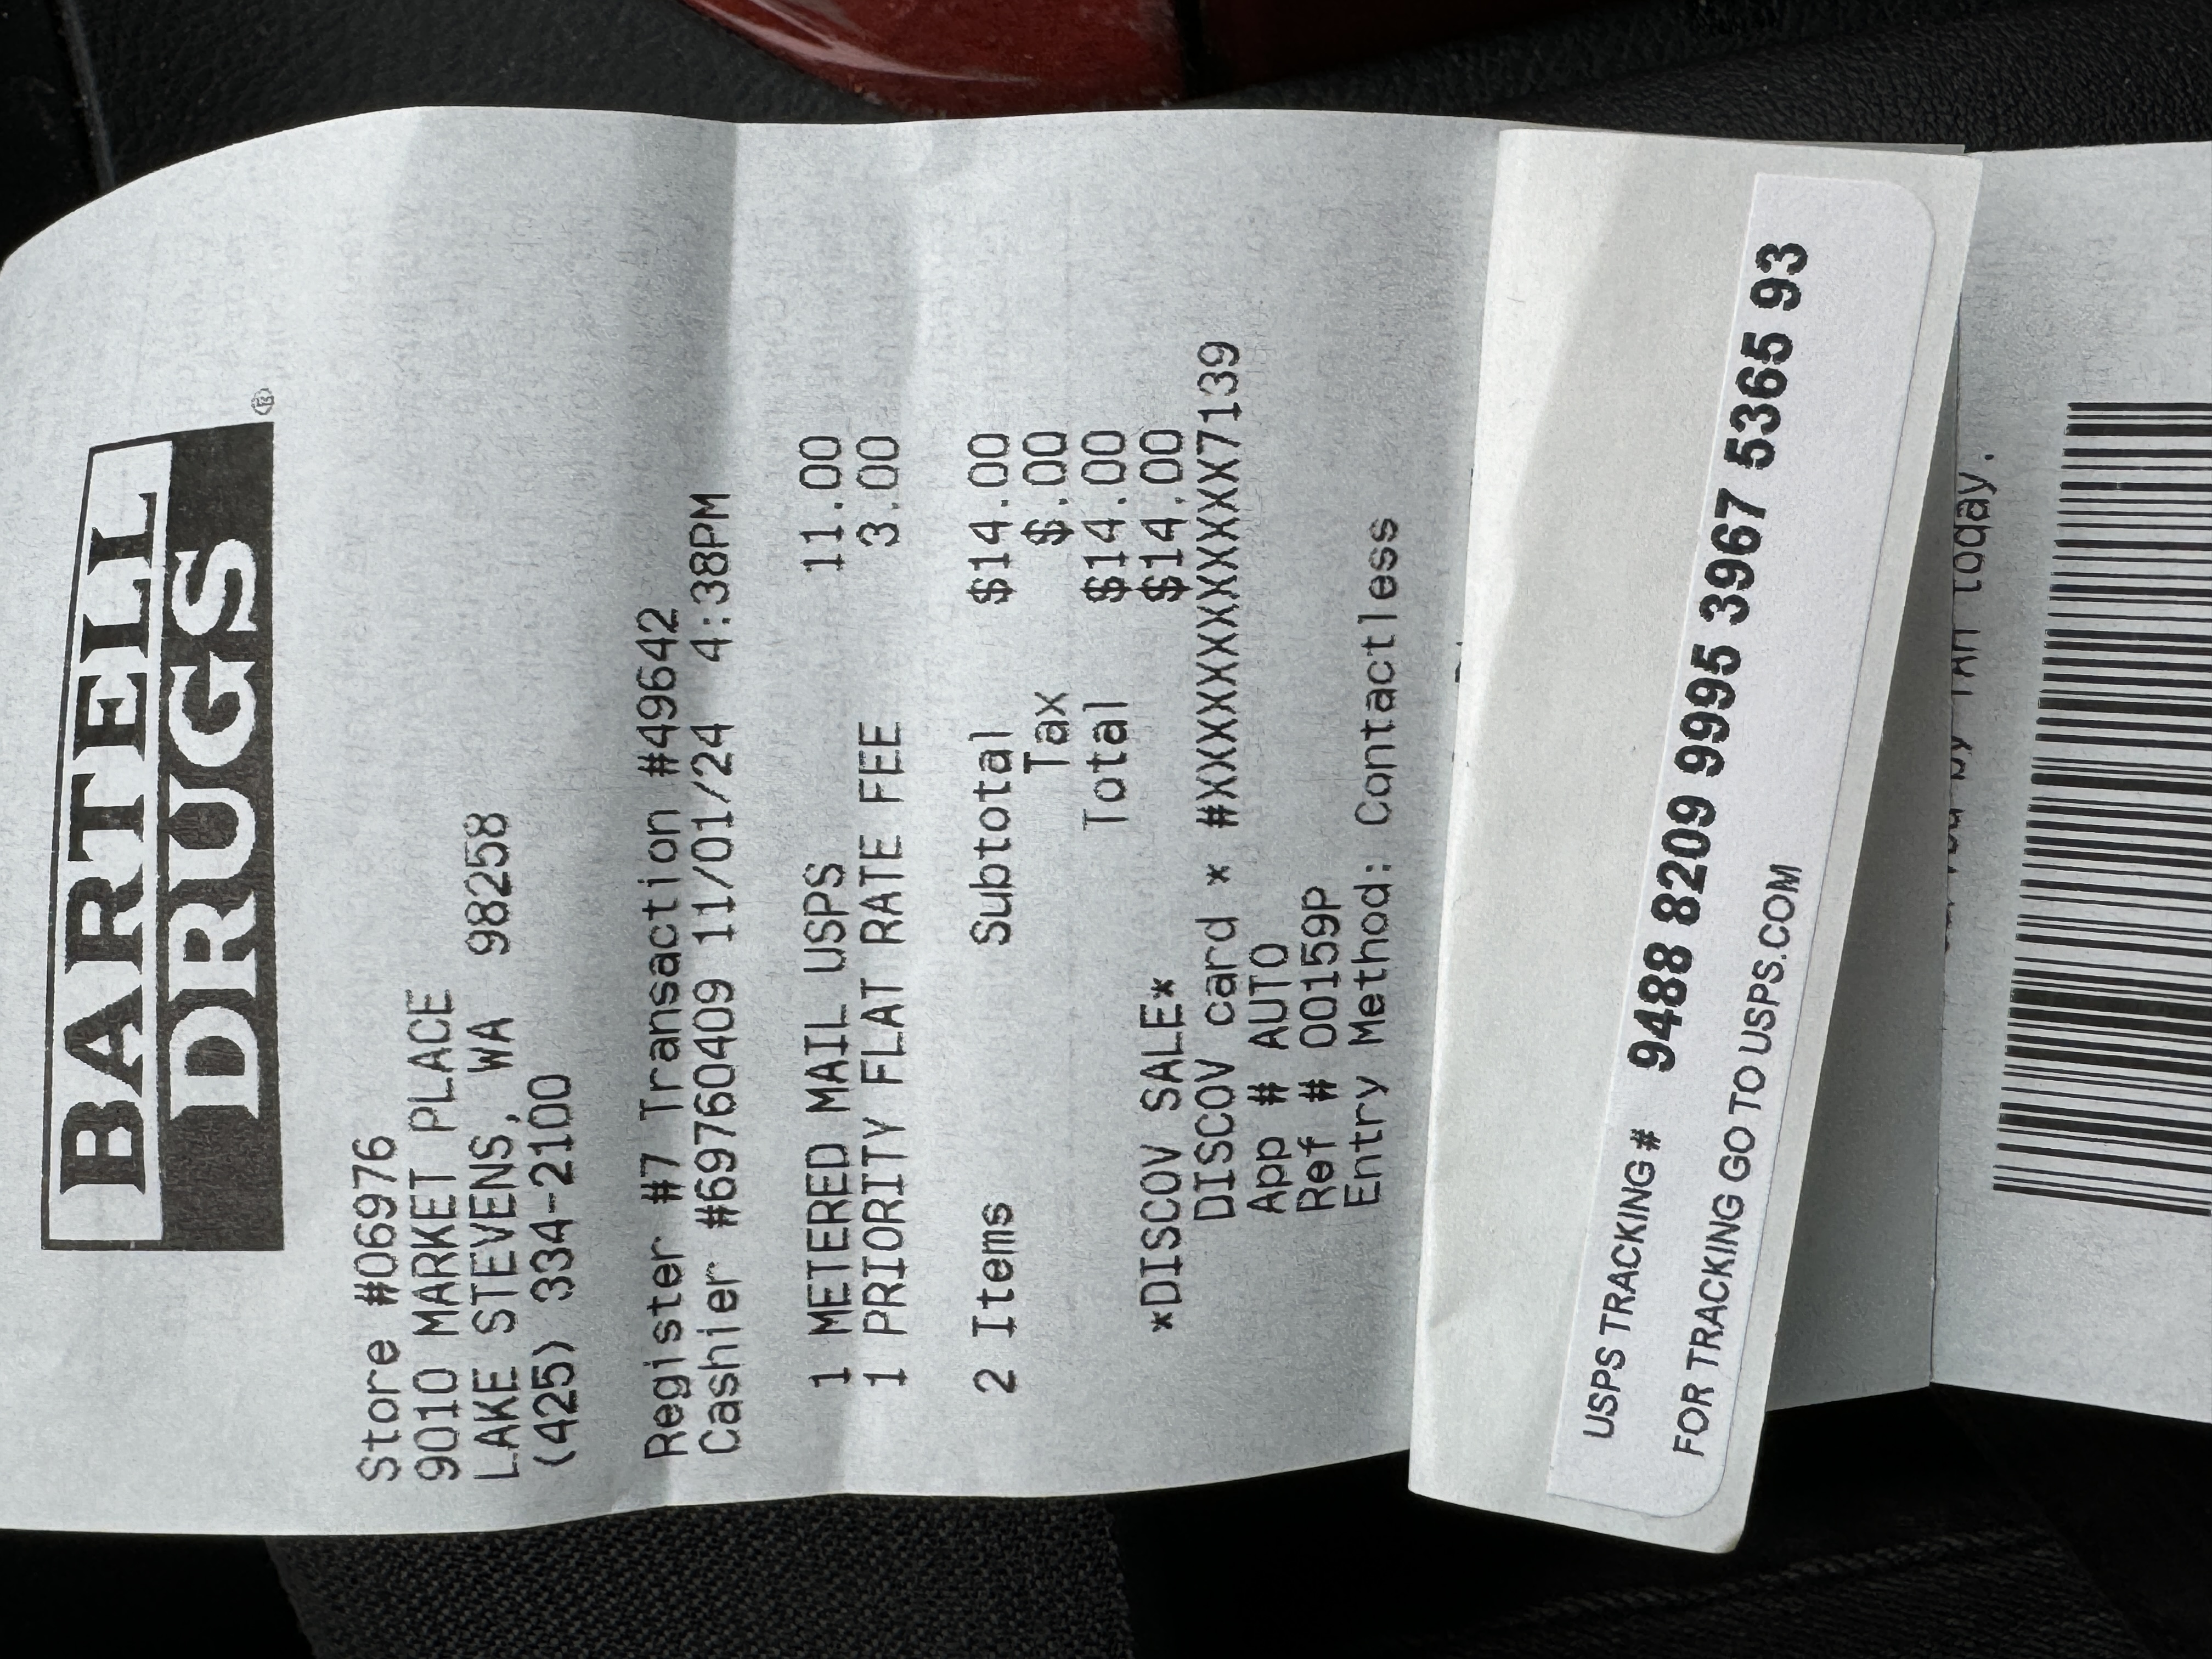 BARTELL
DRUGS®
Store #06976
9010 MARKET PLACE
LAKE STEVENS, WA 98258
(425) 334-2100
Register #7 Transaction #49642
Cashier #69760409 11/01/24 4:38PM
1 METERED MAIL USPS 11.00
1 PRIORITY FLAT RATE FEE 3.00
2 Items Subtotal $14.00
Tax $.00
Total $14.00
*DISCOV SALE* $14.00
DISCOV card * #XXXXXXXXXXXX7139
App # AUTO
Ref # 00159P
Entry Method: Contactless
USPS TRACKING # 9488 8209 9995 3967 5365 93
FOR TRACKING GO TO USPS.COM
by today.